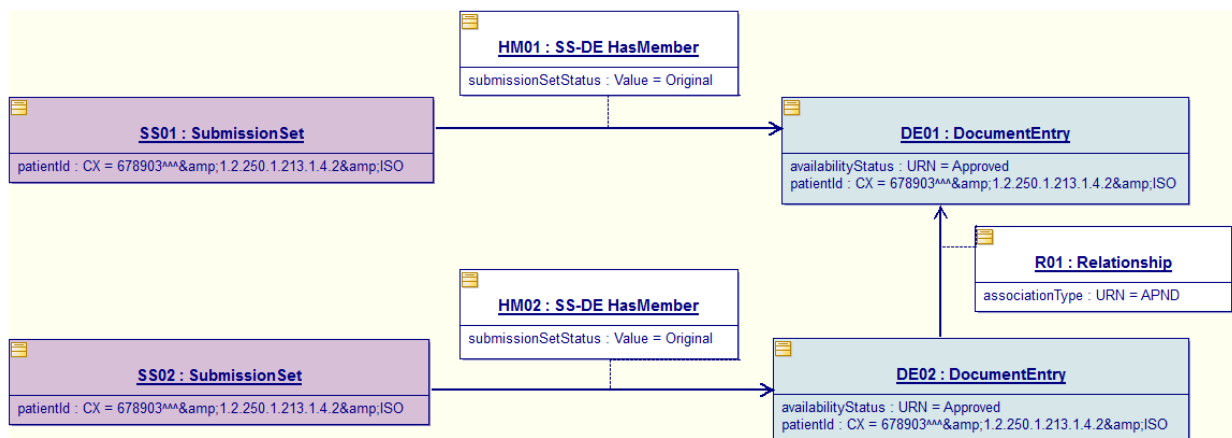 HM01 : SS-DE HasMember
submissionSetStatus : Value = Original
SS01 : SubmissionSet
patientId : CX = 678903^^^&amp;1.2.250.1.213.1.4.2&amp;ISO
DE01 : DocumentEntry
availabilityStatus : URN = Approved
patientId : CX = 678903^^^&amp;1.2.250.1.213.1.4.2&amp;ISO
R01 : Relationship
associationType : URN = APND
HM02 : SS-DE HasMember
submissionSetStatus : Value = Original
SS02 : SubmissionSet
patientId : CX = 678903^^^&amp;1.2.250.1.213.1.4.2&amp;ISO
DE02 : DocumentEntry
availabilityStatus : URN = Approved
patientId : CX = 678903^^^&amp;1.2.250.1.213.1.4.2&amp;ISO